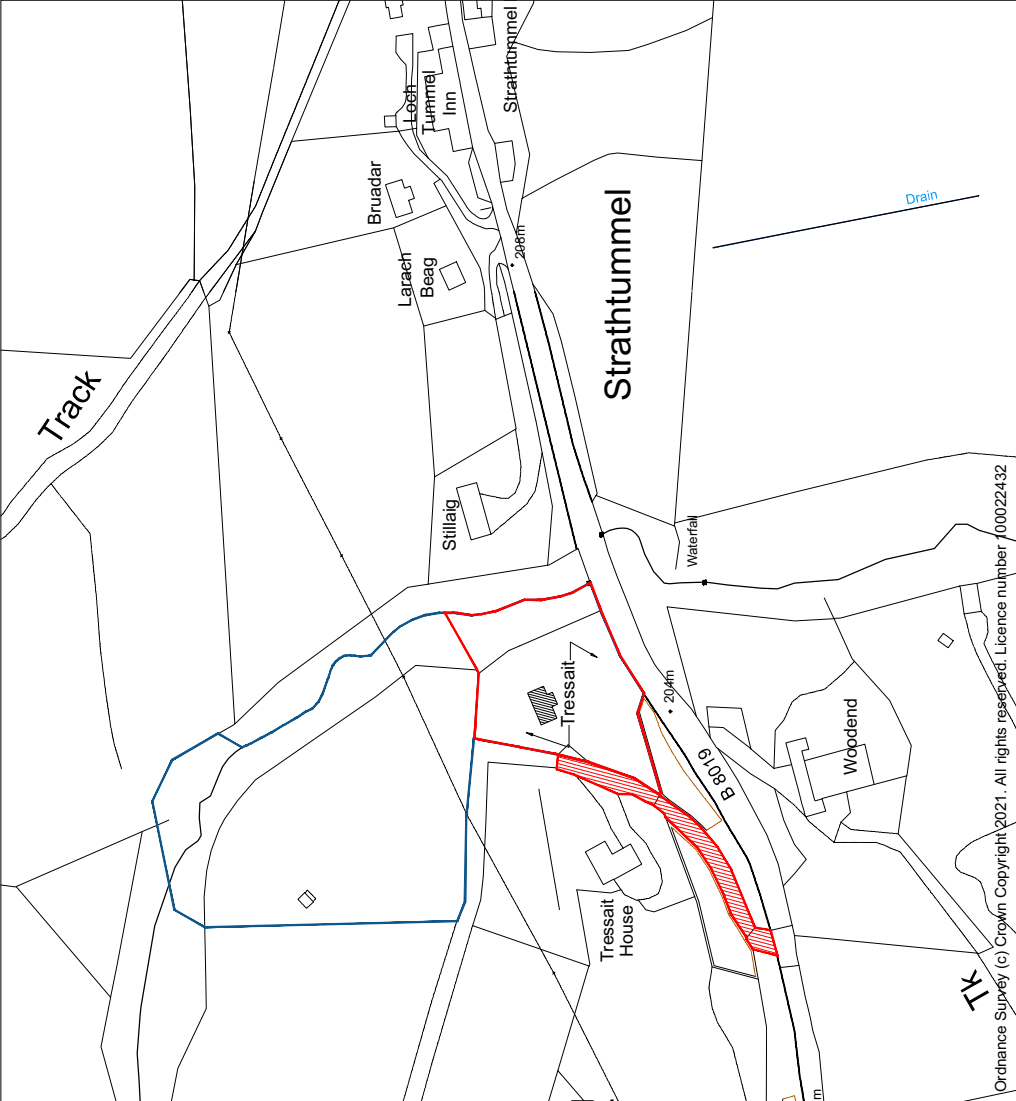 Loch
Tummel
Inn
Strathtummel
Bruadar
Larach
Beag
208m
Drain
Strathtummel
Track
Stillaig
Waterfall
Tressait
204m
B 8019
Woodend
Tressait
House
Tk
m
Ordnance Survey (c) Crown Copyright 2021. All rights reserved. Licence number 100022432